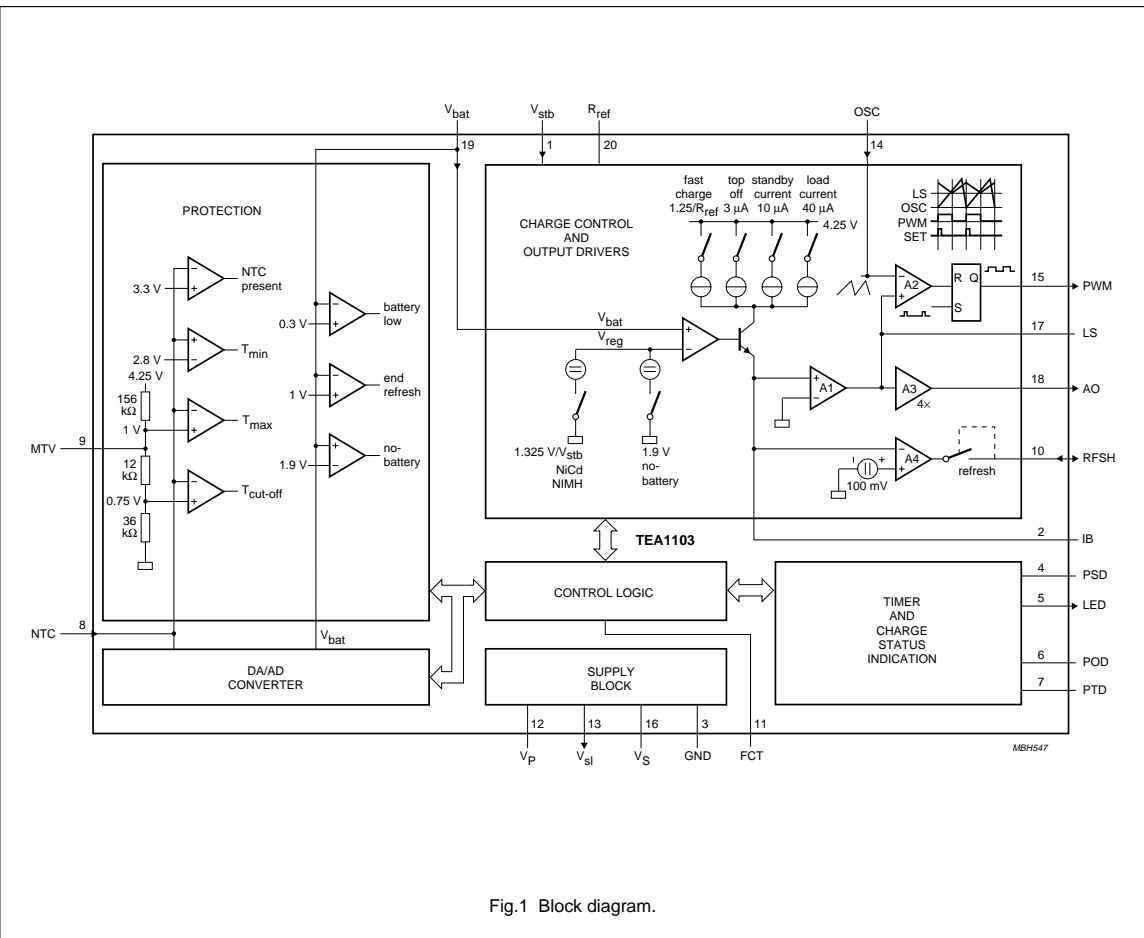 Vbat
Vstb
Rref
OSC
19
1
20
14
PROTECTION
CHARGE CONTROL
AND
OUTPUT DRIVERS
fast
charge
1.25/Rref
top
off
3 µA
standby
current
10 µA
load
current
40 µA
4.25 V
LS
OSC
PWM
SET
NTC
present
3.3 V
battery
low
0.3 V
Tmin
2.8 V
4.25 V
156
kΩ
1 V
Tmax
end
refresh
1 V
MTV
9
12
kΩ
0.75 V
Tcut-off
36
kΩ
no-
battery
1.9 V
Vbat
Vreg
1.325 V/Vstb
NiCd
NIMH
1.9 V
no-
battery
A2
R Q
S
15
PWM
17
LS
A1
A3
4×
18
AO
A4
100 mV
refresh
10
RFSH
TEA1103
2
IB
4
PSD
5
LED
CONTROL LOGIC
TIMER
AND
CHARGE
STATUS
INDICATION
6
POD
7
PTD
NTC
8
Vbat
DA/AD
CONVERTER
SUPPLY
BLOCK
12
13
16
3
11
VP
Vsl
VS
GND
FCT
MBH547
Fig.1 Block diagram.